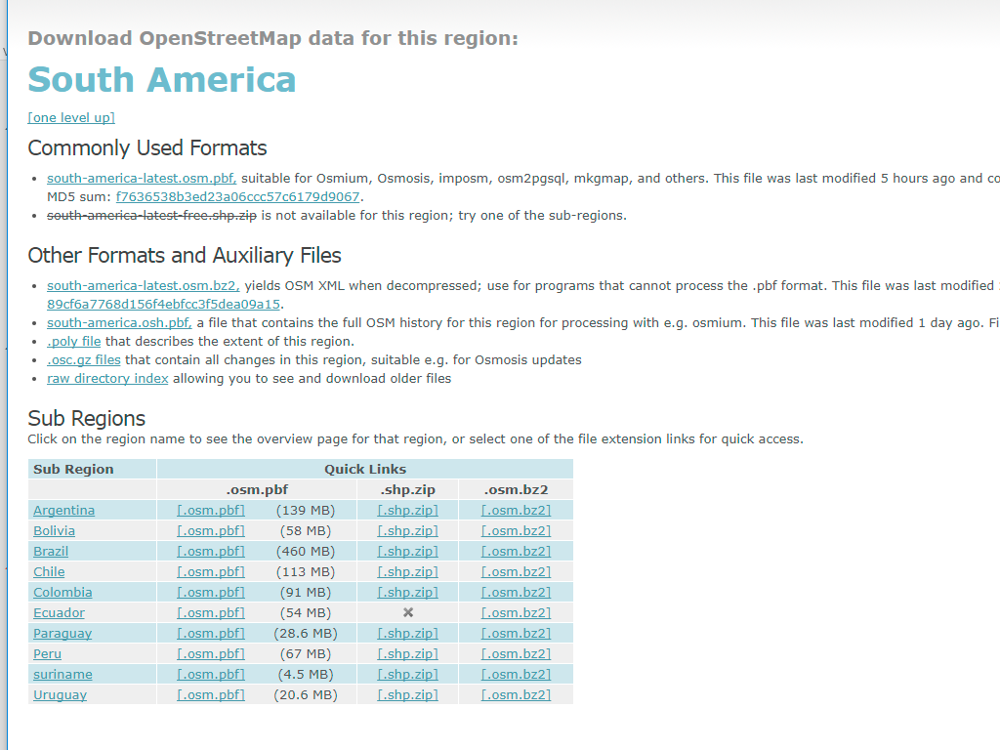 Download OpenStreetMap data for this region:
South America
[one level up]
Commonly Used Formats
• south-america-latest.osm.pbf, suitable for Osmium, Osmosis, imposm, osm2pgsql, mkgmap, and others. This file was last modified 5 hours ago and co
MD5 sum: f7636538b3ed23a06ccc57c6179d9067.
• south-america-latest-free.shp.zip is not available for this region; try one of the sub-regions.
Other Formats and Auxiliary Files
• south-america-latest.osm.bz2, yields OSM XML when decompressed; use for programs that cannot process the .pbf format. This file was last modified
89cf6a7768d156f4ebfcc3f5dea09a15.
• south-america.osh.pbf, a file that contains the full OSM history for this region for processing with e.g. osmium. This file was last modified 1 day ago. Fi
• .poly file that describes the extent of this region.
• .osc.gz files that contain all changes in this region, suitable e.g. for Osmosis updates
• raw directory index allowing you to see and download older files
Sub Regions
Click on the region name to see the overview page for that region, or select one of the file extension links for quick access.
Sub Region Quick Links
.osm.pbf .shp.zip .osm.bz2
Argentina [.osm.pbf] (139 MB) [.shp.zip] [.osm.bz2]
Bolivia [.osm.pbf] (58 MB) [.shp.zip] [.osm.bz2]
Brazil [.osm.pbf] (460 MB) [.shp.zip] [.osm.bz2]
Chile [.osm.pbf] (113 MB) [.shp.zip] [.osm.bz2]
Colombia [.osm.pbf] (91 MB) [.shp.zip] [.osm.bz2]
Ecuador [.osm.pbf] (54 MB) ✖ [.osm.bz2]
Paraguay [.osm.pbf] (28.6 MB) [.shp.zip] [.osm.bz2]
Peru [.osm.pbf] (67 MB) [.shp.zip] [.osm.bz2]
suriname [.osm.pbf] (4.5 MB) [.shp.zip] [.osm.bz2]
Uruguay [.osm.pbf] (20.6 MB) [.shp.zip] [.osm.bz2]